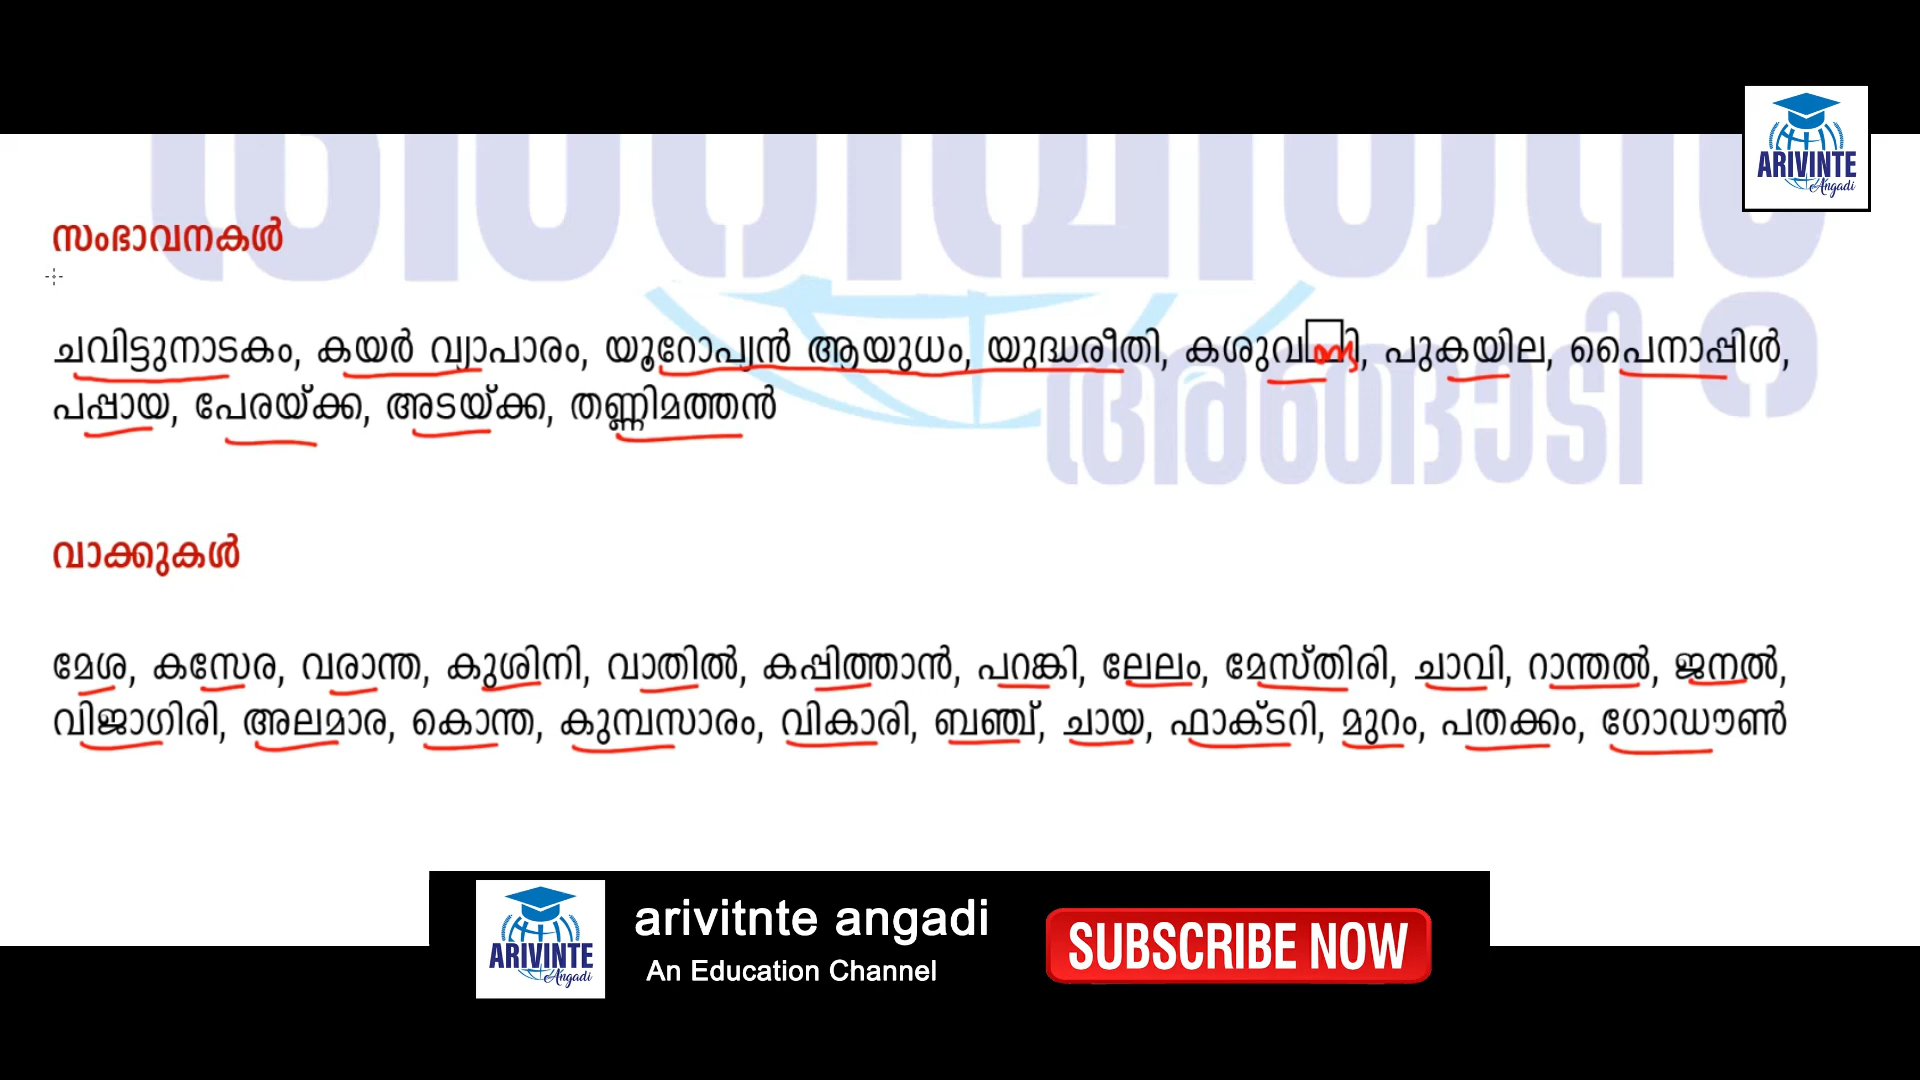 ARIVINTE
Angadi
സംഭാവനകൾ
ചവിട്ടുനാടകം, കയർ വ്യാപാരം, യൂറോപ്യൻ ആയുധം, യുദ്ധരീതി, കശുവണ്ടി, പുകയില, പൈനാപ്പിൾ,
പപ്പായ, പേരയ്ക്ക, അടയ്ക്ക, തണ്ണിമത്തൻ
അങ്ങാടി
വാക്കുകൾ
മേശ, കസേര, വരാന്ത, കുശിനി, വാതിൽ, കപ്പിത്താൻ, പറങ്കി, ലേലം, മേസ്തിരി, ചാവി, റാന്തൽ, ജനൽ,
വിജാഗിരി, അലമാര, കൊന്ത, കുമ്പസാരം, വികാരി, ബഞ്ച്, ചായ, ഫാക്ടറി, മുറം, പതക്കം, ഗോഡൗൺ
ARIVINTE
Angadi
arivitnte angadi
An Education Channel
SUBSCRIBE NOW